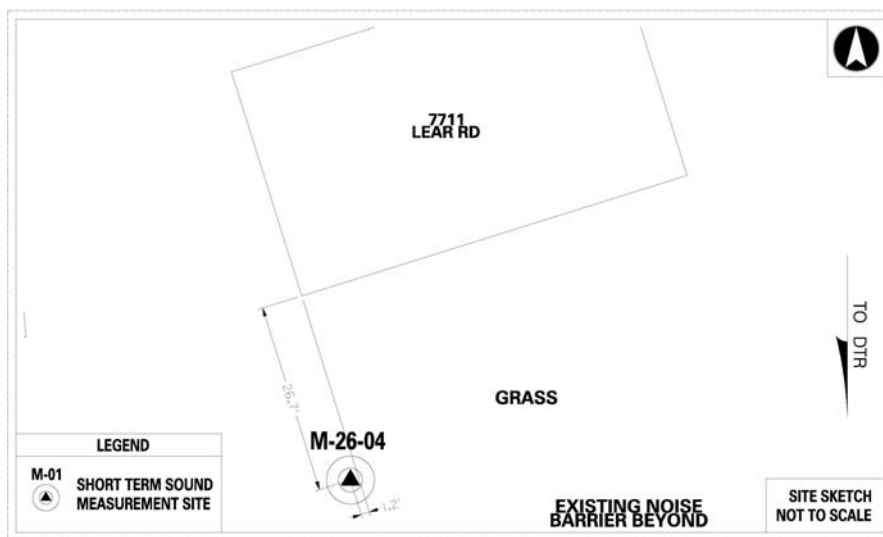 7711
LEAR RD
TO DTR
26.7'
GRASS
M-26-04
1.2'
LEGEND
M-01
SHORT TERM SOUND
MEASUREMENT SITE
EXISTING NOISE
BARRIER BEYOND
SITE SKETCH
NOT TO SCALE